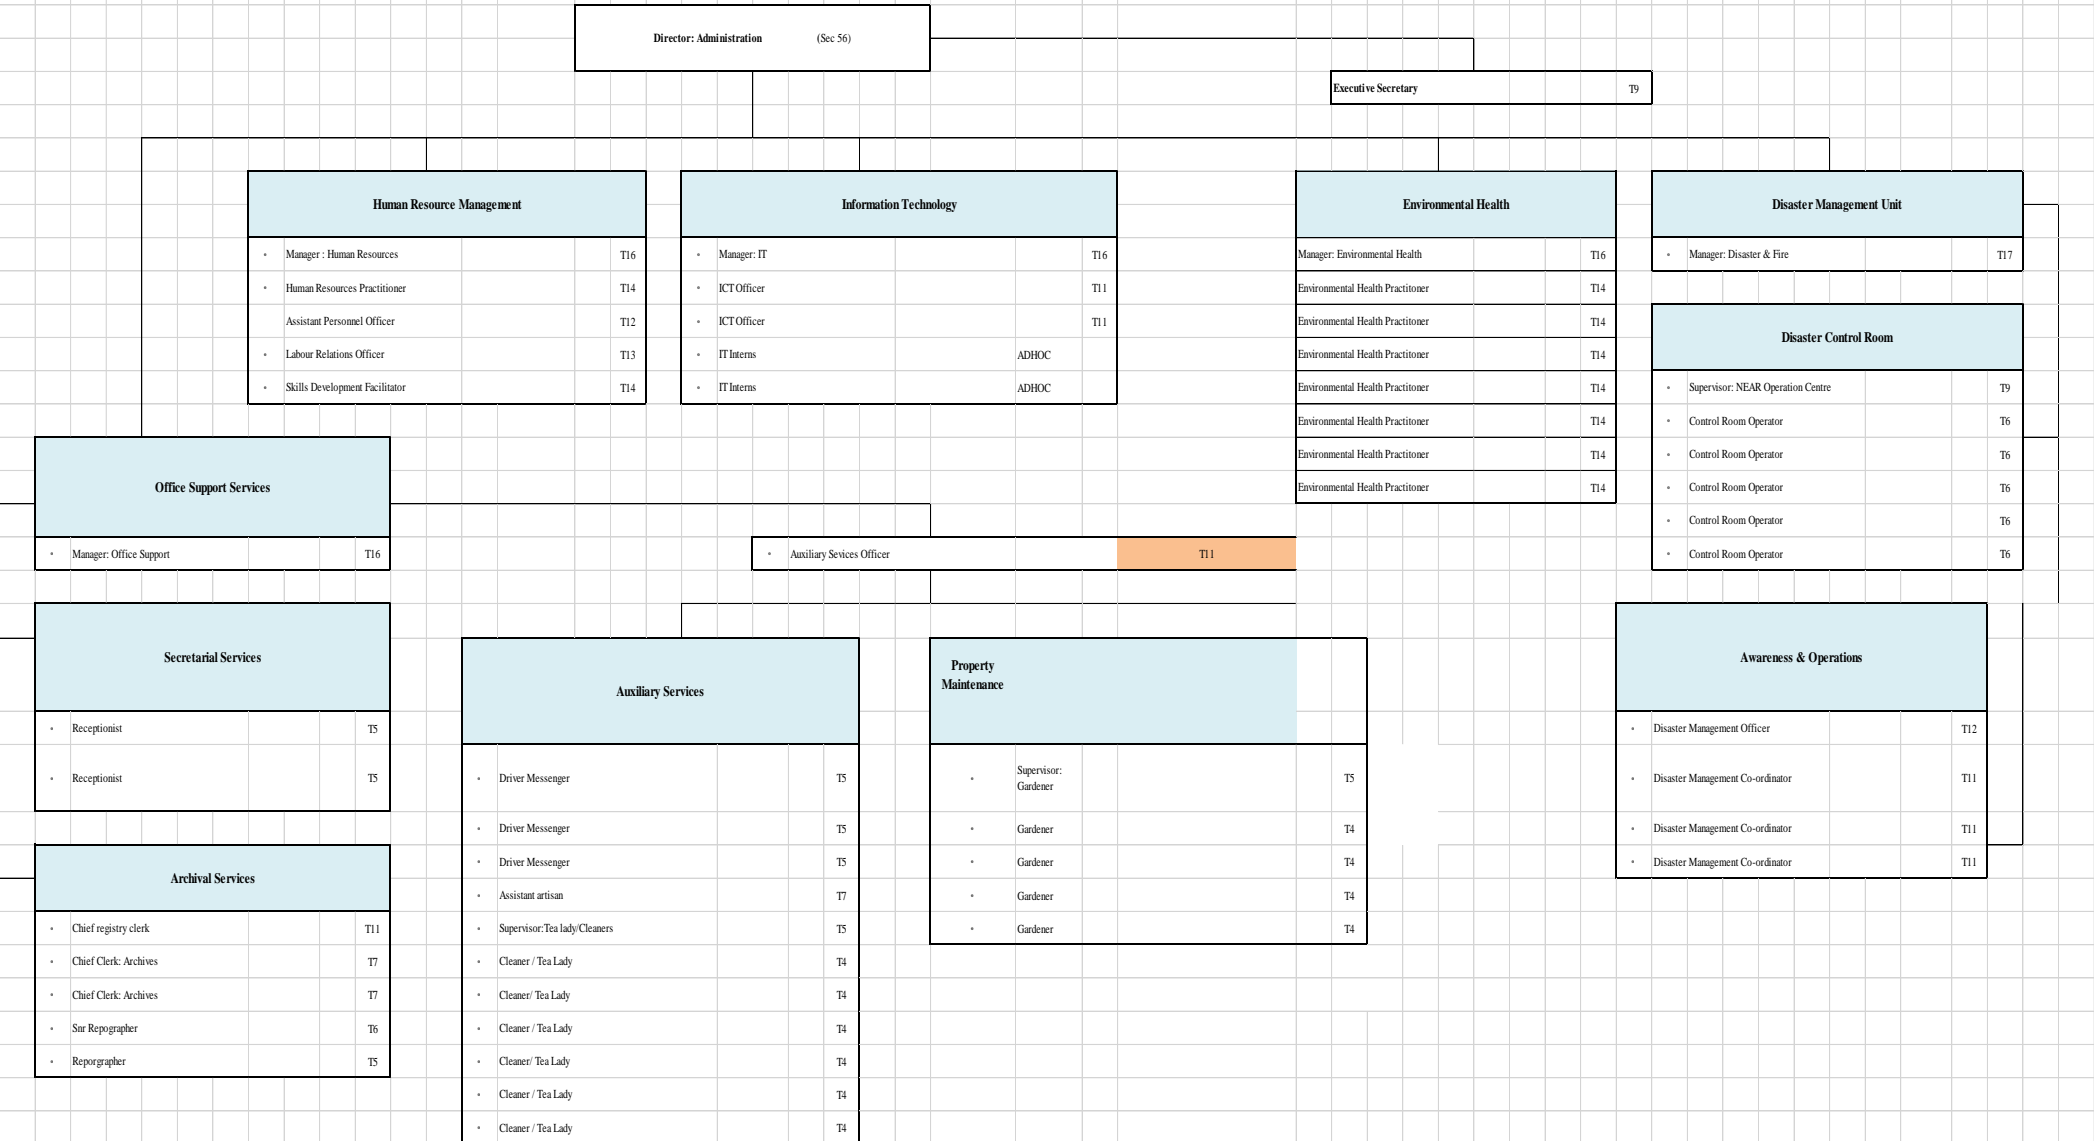 Director: Administration (Sec 56)
Executive Secretary T9
Human Resource Management
Manager : Human Resources T16
Human Resources Practitioner T14
Assistant Personnel Officer T12
Labour Relations Officer T13
Skills Development Facilitator T14
Information Technology
Manager: IT T16
ICT Officer T11
ICT Officer T11
IT Interns ADHOC
IT Interns ADHOC
Environmental Health
Manager: Environmental Health T16
Environmental Health Practitoner T14
Environmental Health Practitoner T14
Environmental Health Practitoner T14
Environmental Health Practitoner T14
Environmental Health Practitoner T14
Environmental Health Practitoner T14
Environmental Health Practitoner T14
Disaster Management Unit
Manager: Disaster & Fire T17
Disaster Control Room
Supervisor: NEAR Operation Centre T9
Control Room Operator T6
Control Room Operator T6
Control Room Operator T6
Control Room Operator T6
Control Room Operator T6
Office Support Services
Manager: Office Support T16
Auxiliary Sevices Officer T11
Secretarial Services
Receptionist T5
Receptionist T5
Archival Services
Chief registry clerk T11
Chief Clerk: Archives T7
Chief Clerk: Archives T7
Snr Repographer T6
Reporgrapher T5
Auxiliary Services
Driver Messenger T5
Driver Messenger T5
Driver Messenger T5
Assistant artisan T7
Supervisor:Tea lady/Cleaners T5
Cleaner / Tea Lady T4
Cleaner/ Tea Lady T4
Cleaner / Tea Lady T4
Cleaner/ Tea Lady T4
Cleaner / Tea Lady T4
Cleaner / Tea Lady T4
Property
Maintenance
Supervisor:
Gardener T5
Gardener T4
Gardener T4
Gardener T4
Gardener T4
Awareness & Operations
Disaster Management Officer T12
Disaster Management Co-ordinator T11
Disaster Management Co-ordinator T11
Disaster Management Co-ordinator T11